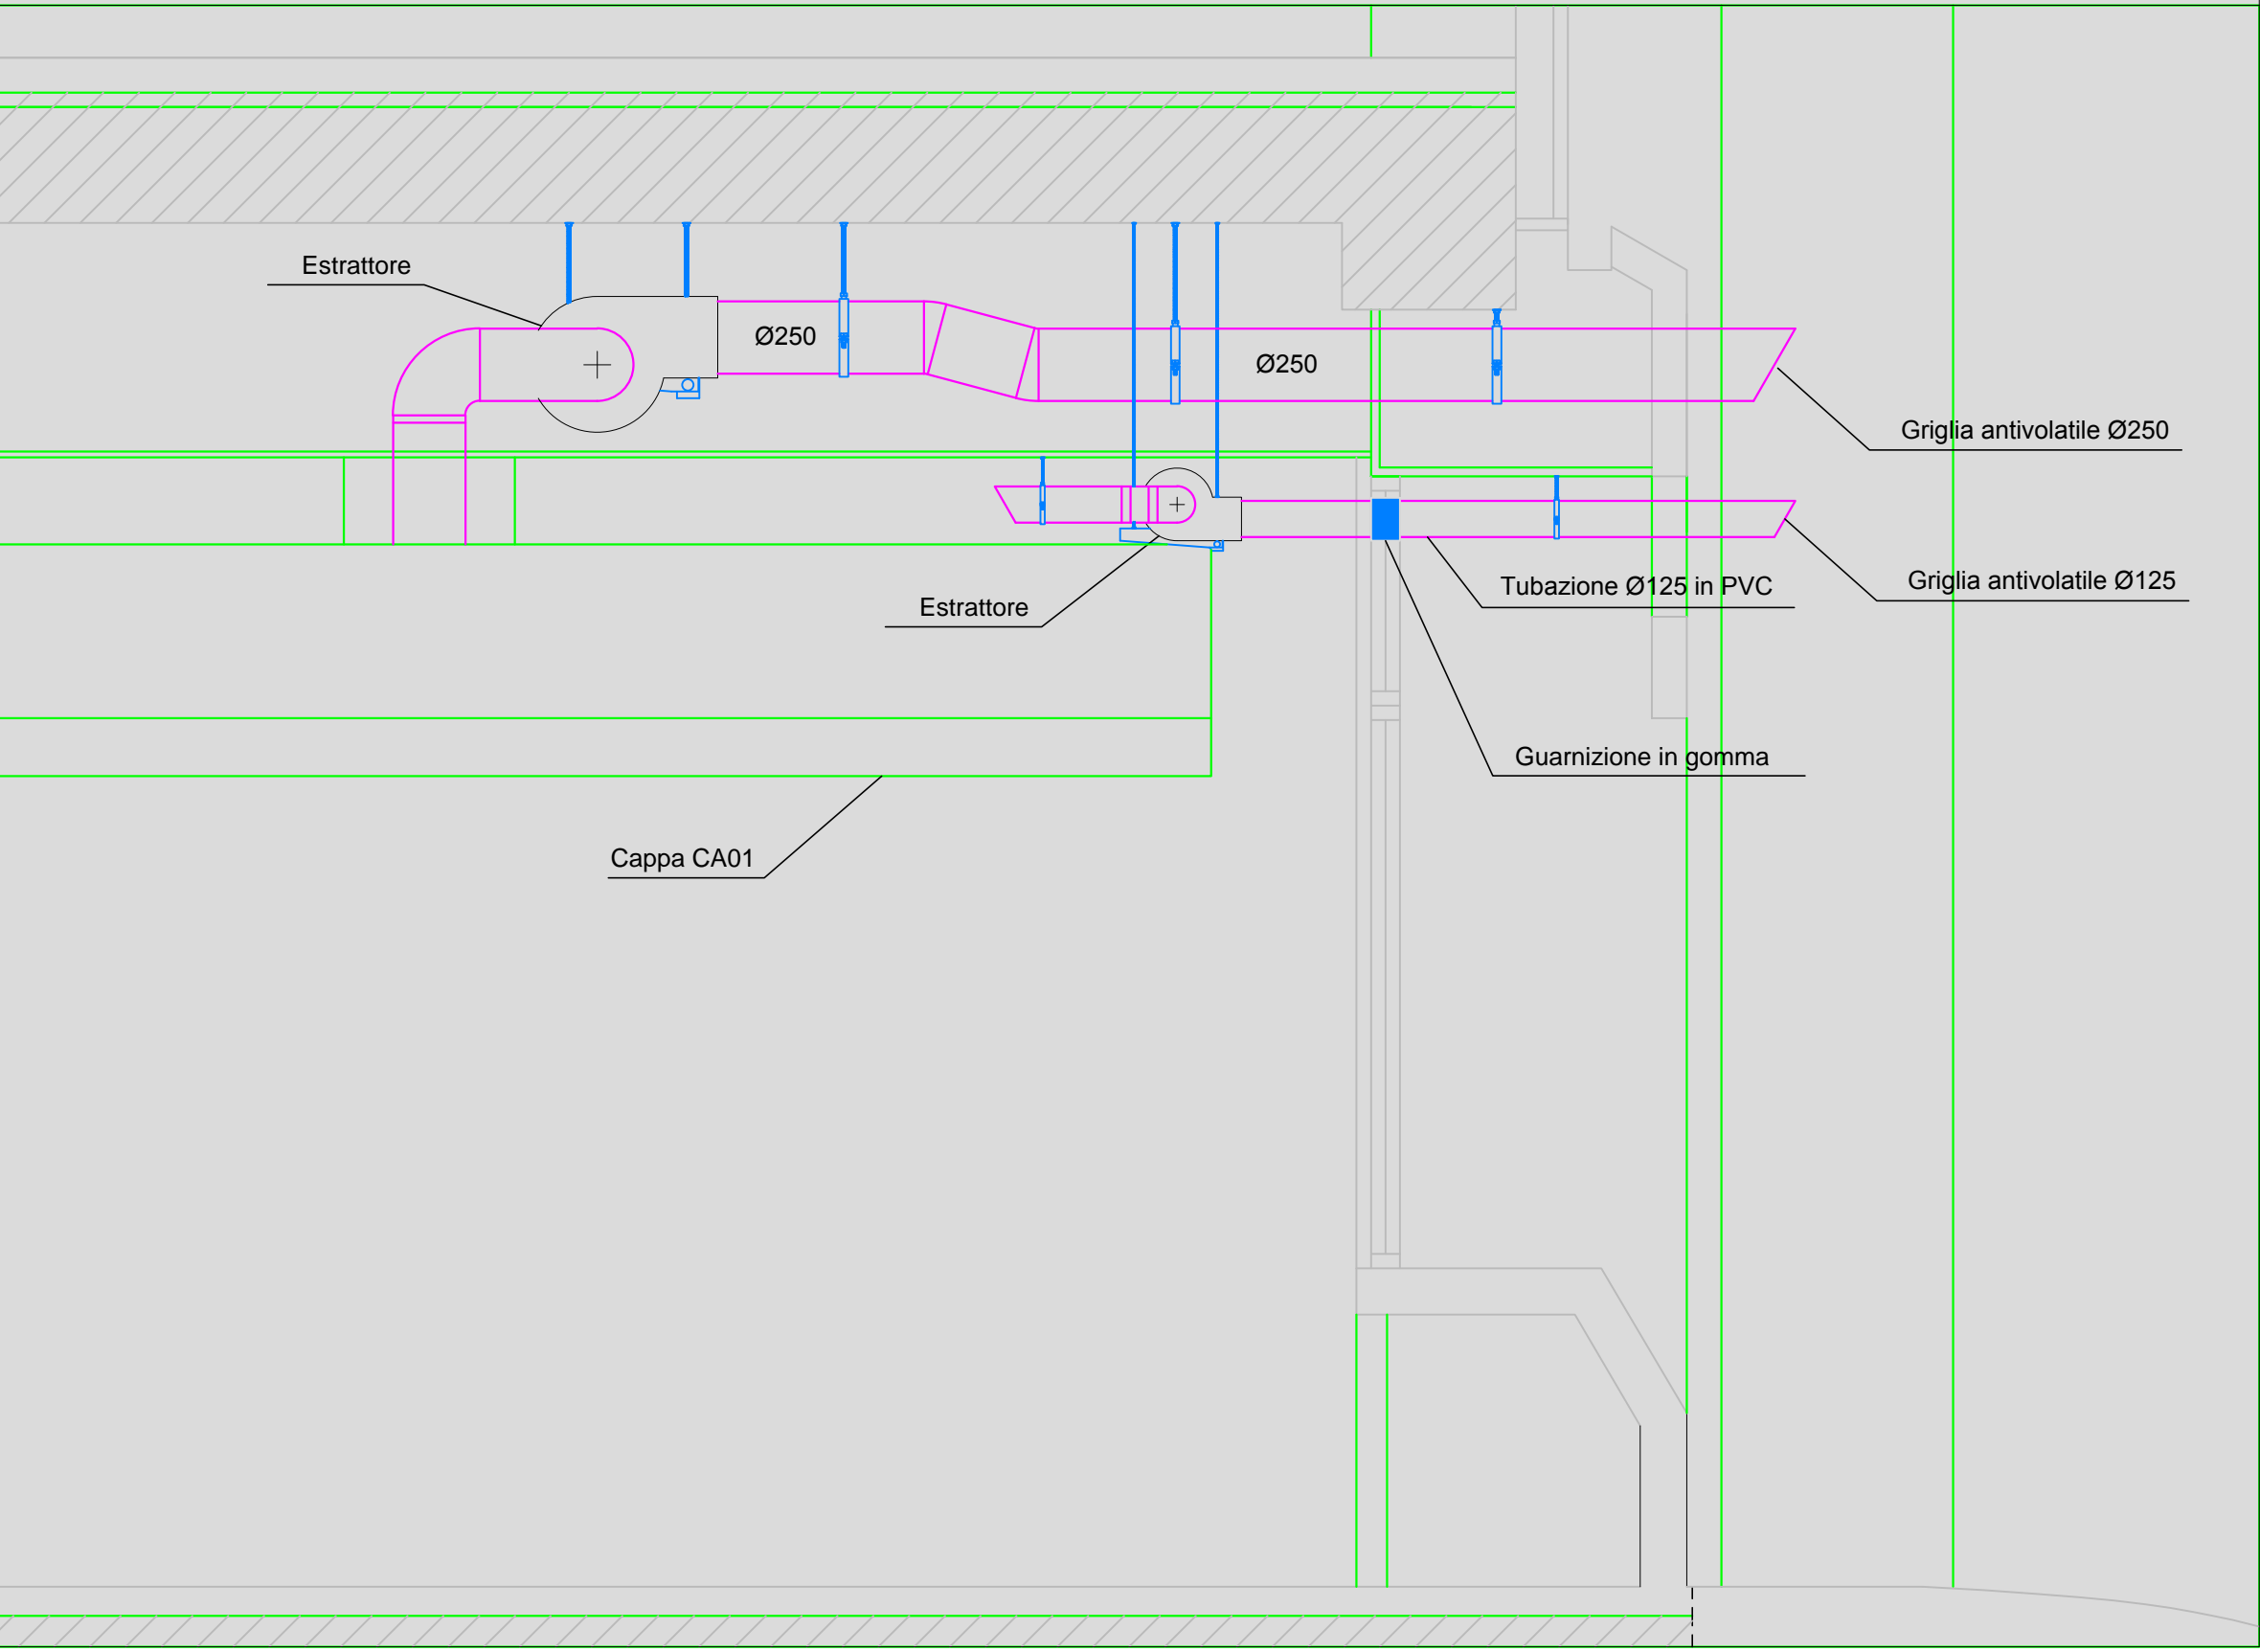 Estrattore
Ø250
Ø250
Griglia antivolatile Ø250
Tubazione Ø125 in PVC
Griglia antivolatile Ø125
Estrattore
Guarnizione in gomma
Cappa CA01